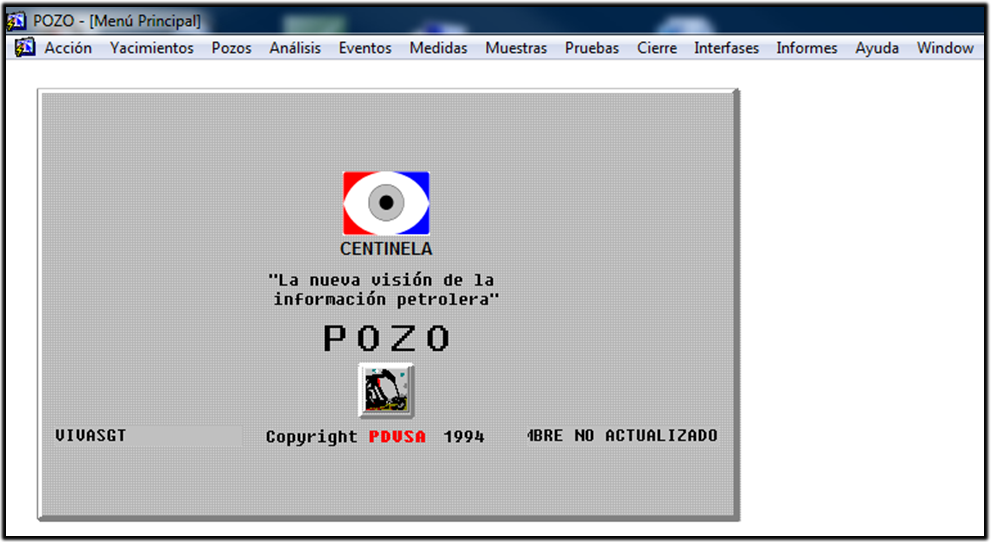 POZO - [Menú Principal]
Acción Yacimientos Pozos Análisis Eventos Medidas Muestras Pruebas Cierre Interfases Informes Ayuda Window
CENTINELA
"La nueva visión de la
información petrolera"
POZO
VIVASGT Copyright PDVSA 1994 MBRE NO ACTUALIZADO